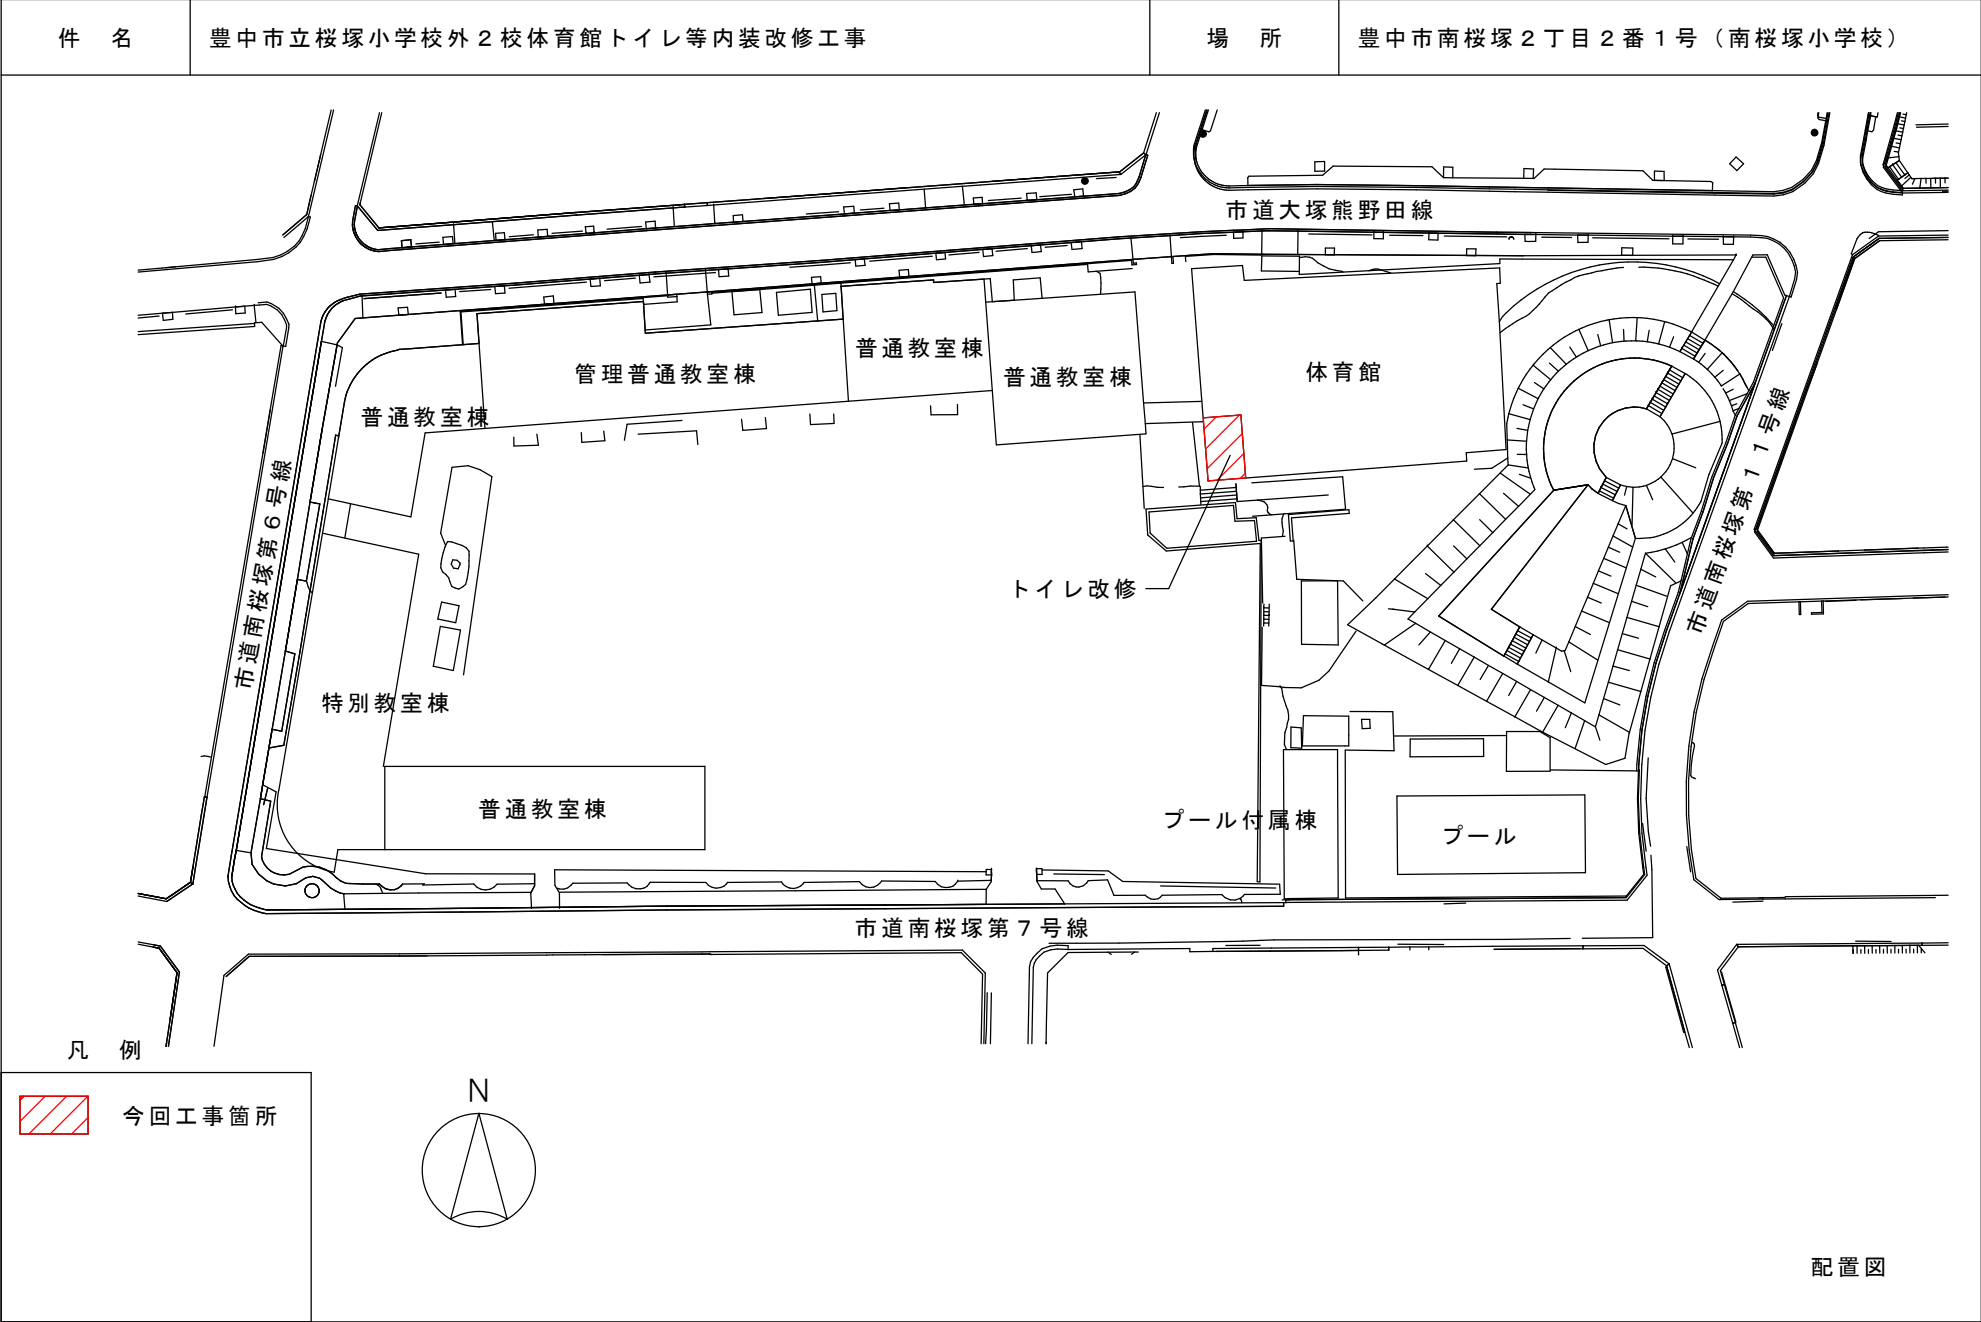 件　名
豊中市立桜塚小学校外２校体育館トイレ等内装改修工事
場　所
豊中市南桜塚２丁目２番１号（南桜塚小学校）
市道大塚熊野田線
普通教室棟
管理普通教室棟
普通教室棟
体育館
普通教室棟
市道南桜塚第１１号線
市道南桜塚第６号線
トイレ改修
特別教室棟
普通教室棟
プール付属棟
プール
市道南桜塚第７号線
凡　例
今回工事箇所
N
配置図